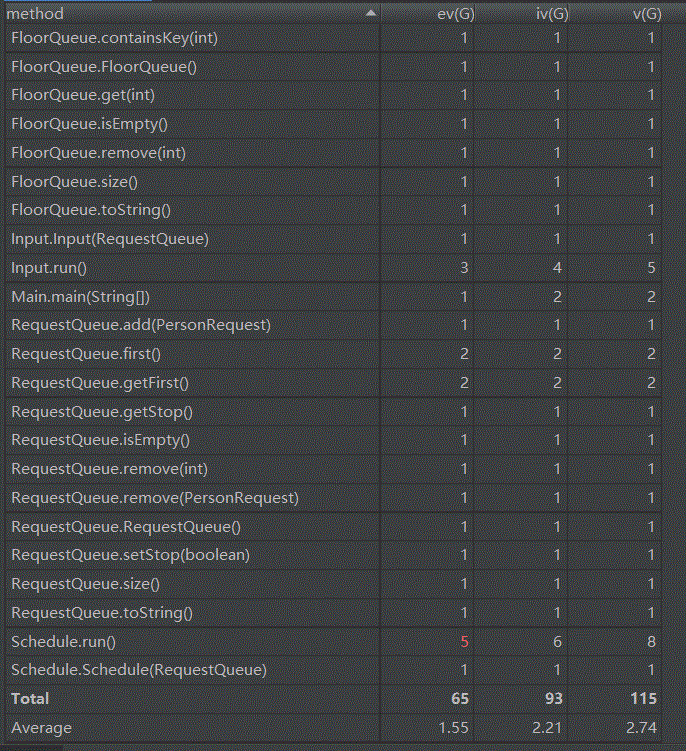 method ev(G) iv(G) v(G)
FloorQueue.containsKey(int) 1 1 1
FloorQueue.FloorQueue() 1 1 1
FloorQueue.get(int) 1 1 1
FloorQueue.isEmpty() 1 1 1
FloorQueue.remove(int) 1 1 1
FloorQueue.size() 1 1 1
FloorQueue.toString() 1 1 1
Input.Input(RequestQueue) 1 1 1
Input.run() 3 4 5
Main.main(String[]) 1 2 2
RequestQueue.add(PersonRequest) 1 1 1
RequestQueue.first() 2 2 2
RequestQueue.getFirst() 2 2 2
RequestQueue.getStop() 1 1 1
RequestQueue.isEmpty() 1 1 1
RequestQueue.remove(int) 1 1 1
RequestQueue.remove(PersonRequest) 1 1 1
RequestQueue.RequestQueue() 1 1 1
RequestQueue.setStop(boolean) 1 1 1
RequestQueue.size() 1 1 1
RequestQueue.toString() 1 1 1
Schedule.run() 5 6 8
Schedule.Schedule(RequestQueue) 1 1 1
Total 65 93 115
Average 1.55 2.21 2.74